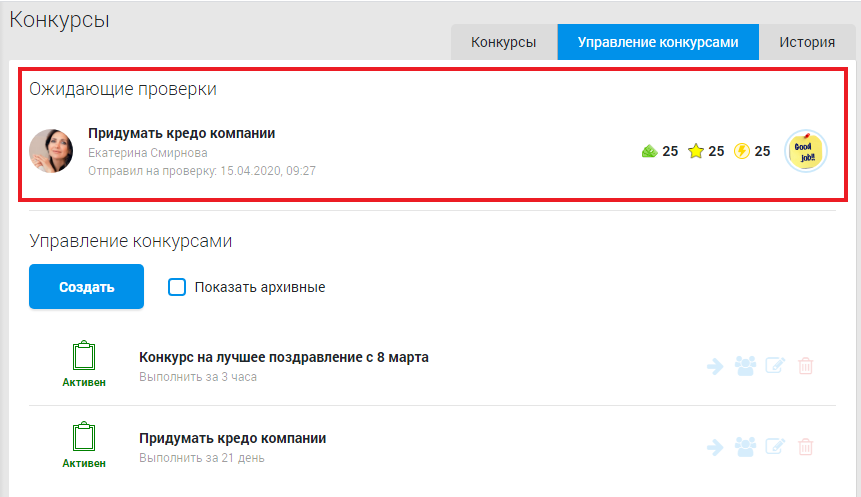 Конкурсы
Конкурсы Управление конкурсами История
Ожидающие проверки
Придумать кредо компании
Екатерина Смирнова
Отправил на проверку: 15.04.2020, 09:27
25 25 25
Good
job!!
Управление конкурсами
Создать Показать архивные
Конкурс на лучшее поздравление с 8 марта
Выполнить за 3 часа
Активен
Придумать кредо компании
Выполнить за 21 день
Активен